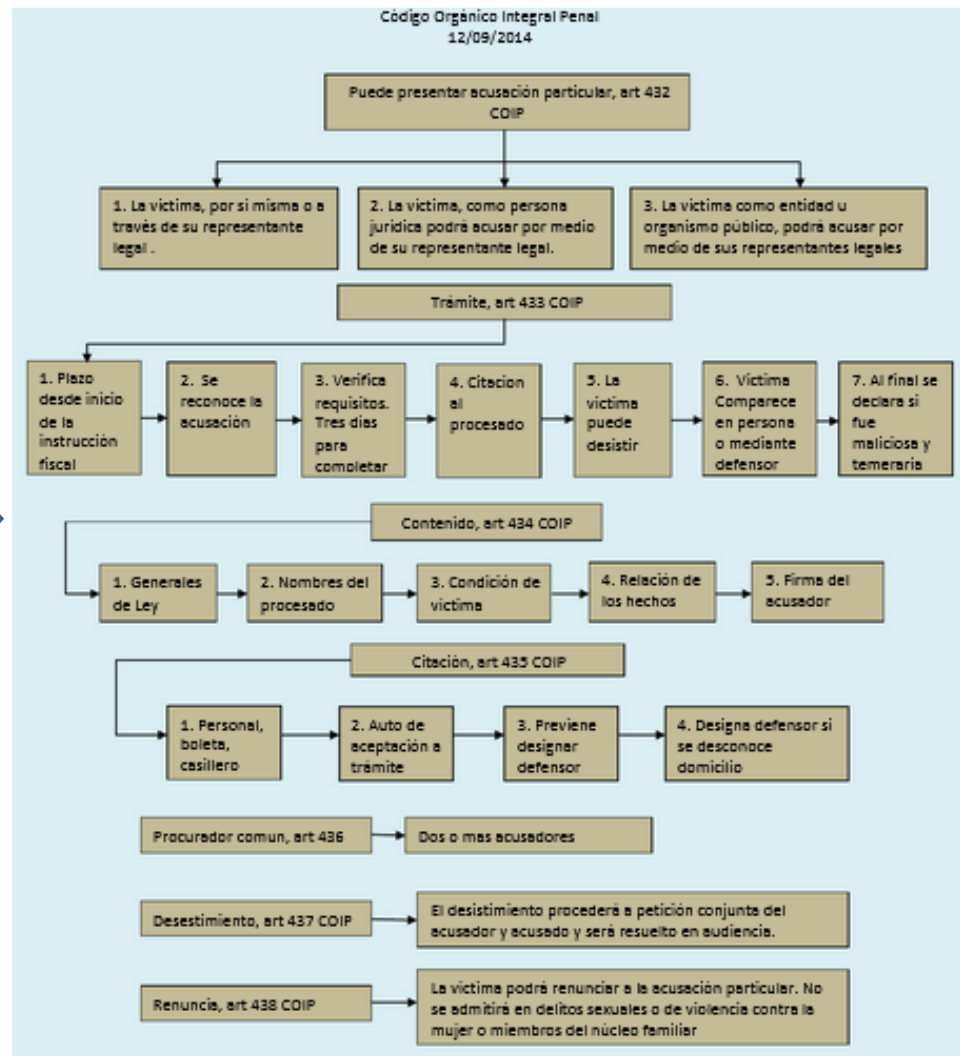 Código Orgánico Integral Penal
12/09/2014
Puede presentar acusación particular, art 432
COIP
1. La víctima, por si misma o a
través de su representante
legal .
2. La víctima, como persona
jurídica podrá acusar por medio
de su representante legal.
3. La víctima como entidad u
organismo público, podrá acusar por
medio de sus representantes legales
Trámite, art 433 COIP
1. Plazo
desde inicio
de la
instrucción
fiscal
2. Se
reconoce la
acusación
3. Verifica
requisitos.
Tres días
para
completar
4. Citacion
al
procesado
5. La
víctima
puede
desistir
6. Víctima
Comparece
en persona
o mediante
defensor
7. Al final se
declara si
fue
maliciosa y
temeraria
Contenido, art 434 COIP
1. Generales
de Ley
2. Nombres del
procesado
3. Condición de
víctima
4. Relación de
los hechos
5. Firma del
acusador
Citación, art 435 COIP
1. Personal,
boleta,
casillero
2. Auto de
aceptación a
trámite
3. Previene
designar
defensor
4. Designa defensor si
se desconoce
domicilio
Procurador comun, art 436
Dos o mas acusadores
Desestimiento, art 437 COIP
El desistimiento procederá a petición conjunta del
acusador y acusado y será resuelto en audiencia.
Renuncia, art 438 COIP
La víctima podrá renunciar a la acusación particular. No
se admitirá en delitos sexuales o de violencia contra la
mujer o miembros del núcleo familiar